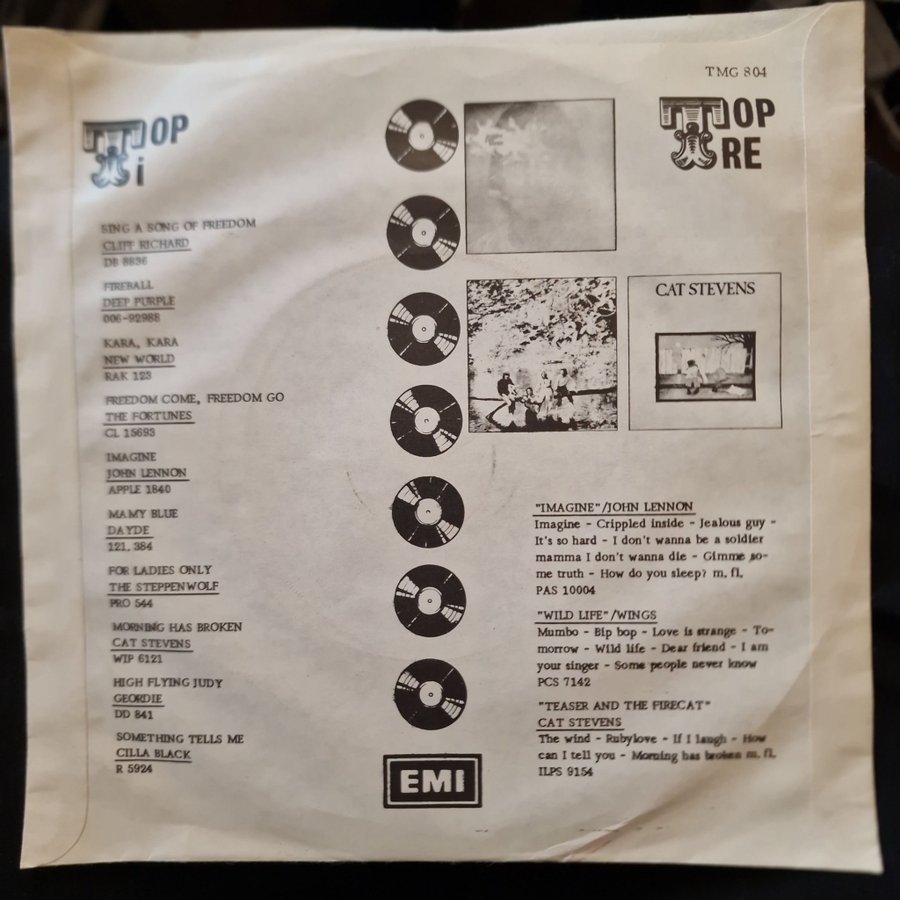 TOP
i
SING A SONG OF FREEDOM
CLIFF RICHARD
DB 8836
FIREBALL
DEEP PURPLE
006-92988
KARA, KARA
NEW WORLD
RAK 123
FREEDOM COME, FREEDOM GO
THE FORTUNES
CL 15693
IMAGINE
JOHN LENNON
APPLE 1840
MAMY BLUE
DAYDE
121.384
FOR LADIES ONLY
THE STEPPENWOLF
PRO 544
MORNING HAS BROKEN
CAT STEVENS
WIP 6121
HIGH FLYING JUDY
GEORDIE
DD 841
SOMETHING TELLS ME
CILLA BLACK
R 5924
EMI
TMG 804
TOP
TRE
CAT STEVENS
"IMAGINE"/JOHN LENNON
Imagine - Crippled inside - Jealous guy -
It's so hard - I don't wanna be a soldier
mamma I don't wanna die - Gimme so-
me truth - How do you sleep? m. fl.
PAS 10004
"WILD LIFE"/WINGS
Mumbo - Bip bop - Love is strange - To-
morrow - Wild life - Dear friend - I am
your singer - Some people never know
PCS 7142
"TEASER AND THE FIRECAT"
CAT STEVENS
The wind - Rubylove - If I laugh - How
can I tell you - Morning has broken m. fl.
ILPS 9154